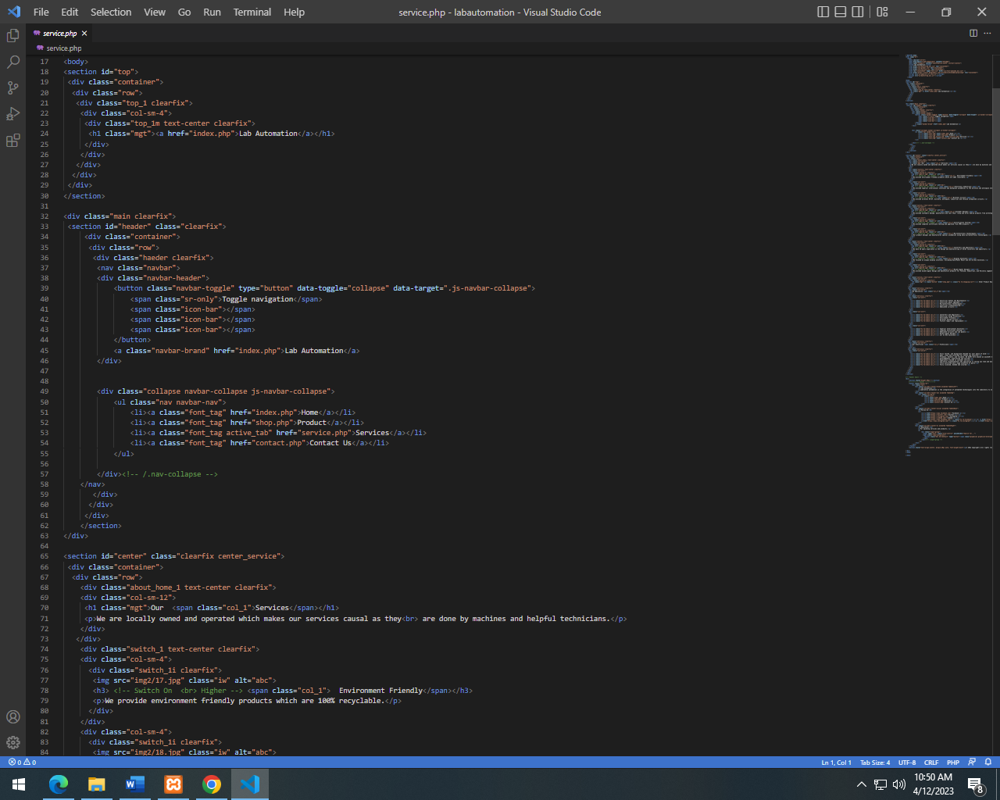 File Edit Selection View Go Run Terminal Help service.php - labautomation - Visual Studio Code
service.php
service.php
17 <body>
18 <section id="top">
19 <div class="container">
20 <div class="row">
21 <div class="top_1 clearfix">
22 <div class="col-sm-4">
23 <div class="top_1m text-center clearfix">
24 <h1 class="mgt"><a href="index.php">Lab Automation</a></h1>
25 </div>
26 </div>
27 </div>
28 </div>
29 </div>
30 </section>
31
32 <div class="main clearfix">
33 <section id="header" class="clearfix">
34 <div class="container">
35 <div class="row">
36 <div class="haeder clearfix">
37 <nav class="navbar">
38 <div class="navbar-header">
39 <button class="navbar-toggle" type="button" data-toggle="collapse" data-target=".js-navbar-collapse">
40 <span class="sr-only">Toggle navigation</span>
41 <span class="icon-bar"></span>
42 <span class="icon-bar"></span>
43 <span class="icon-bar"></span>
44 </button>
45 <a class="navbar-brand" href="index.php">Lab Automation</a>
46 </div>
47
48
49 <div class="collapse navbar-collapse js-navbar-collapse">
50 <ul class="nav navbar-nav">
51 <li><a class="font_tag" href="index.php">Home</a></li>
52 <li><a class="font_tag" href="shop.php">Product</a></li>
53 <li><a class="font_tag active_tab" href="service.php">Services</a></li>
54 <li><a class="font_tag" href="contact.php">Contact Us</a></li>
55 </ul>
56
57 </div><!-- /.nav-collapse -->
58 </nav>
59 </div>
60 </div>
61 </div>
62 </section>
63 </div>
64
65 <section id="center" class="clearfix center_service">
66 <div class="container">
67 <div class="row">
68 <div class="about_home_1 text-center clearfix">
69 <div class="col-sm-12">
70 <h1 class="mgt">Our <span class="col_1">Services</span></h1>
71 <p>We are locally owned and operated which makes our services causal as they<br> are done by machines and helpful technicians.</p>
72 </div>
73 </div>
74 <div class="switch_1 text-center clearfix">
75 <div class="col-sm-4">
76 <div class="switch_1i clearfix">
77 <img src="img2/17.jpg" class="iw" alt="abc">
78 <h3> <!-- Switch On <br> Higher --> <span class="col_1"> Environment Friendly</span></h3>
79 <p>We provide environment friendly products which are 100% recyclable.</p>
80 </div>
81 </div>
82 <div class="col-sm-4">
83 <div class="switch_1i clearfix">
84 <img src="img2/18.jpg" class="iw" alt="abc">
0 0 Ln 1, Col 1 Tab Size: 4 UTF-8 CRLF PHP
10:50 AM
4/12/2023
8